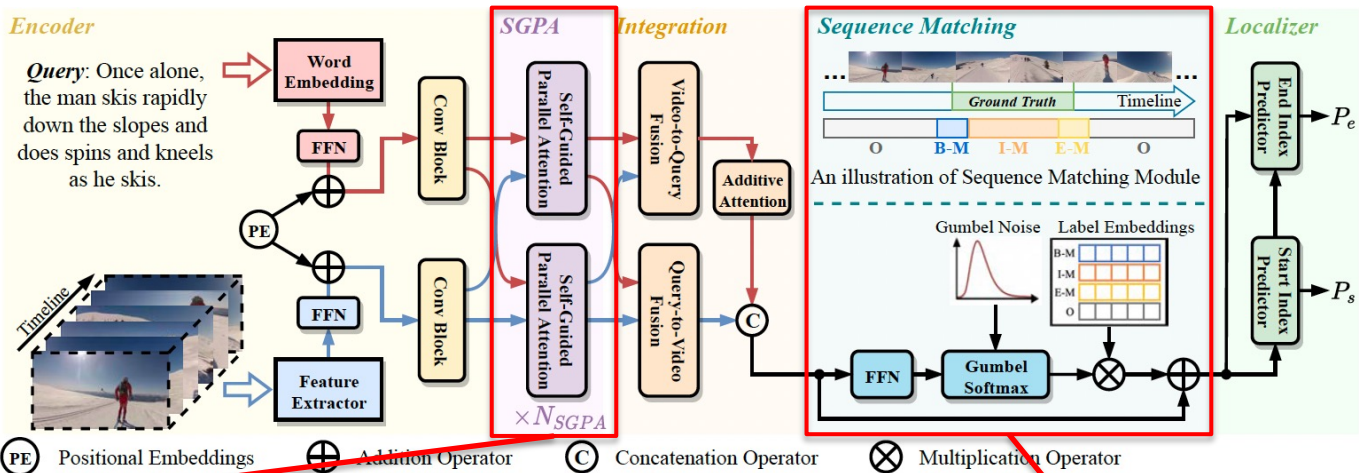 Encoder
Query: Once alone,
the man skis rapidly
down the slopes and
does spins and kneels
as he skis.
Word
Embedding
FFN
PE
Timeline
FFN
Feature
Extractor
Conv Block
Conv Block
SGPA
Self-Guided
Parallel Attention
Self-Guided
Parallel Attention
×N_SGPA
Integration
Video-to-Query
Fusion
Additive
Attention
Query-to-Video
Fusion
C
Sequence Matching
... ...
Ground Truth
Timeline
O B-M I-M E-M O
An illustration of Sequence Matching Module
Gumbel Noise
Label Embeddings
B-M
I-M
E-M
O
FFN
Gumbel
Softmax
Localizer
End Index
Predictor
P_e
Start Index
Predictor
P_s
PE Positional Embeddings
Addition Operator
C Concatenation Operator
Multiplication Operator